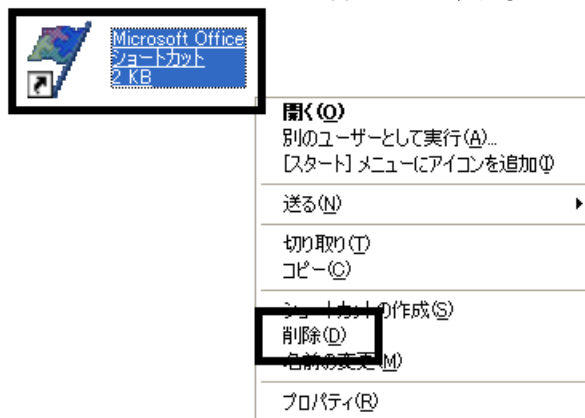 Microsoft Office
ショートカット
2 KB
開く(O)
別のユーザーとして実行(A)...
[スタート] メニューにアイコンを追加(I)
送る(N)
切り取り(T)
コピー(C)
ショートカットの作成(S)
削除(D)
名前の変更(M)
プロパティ(R)